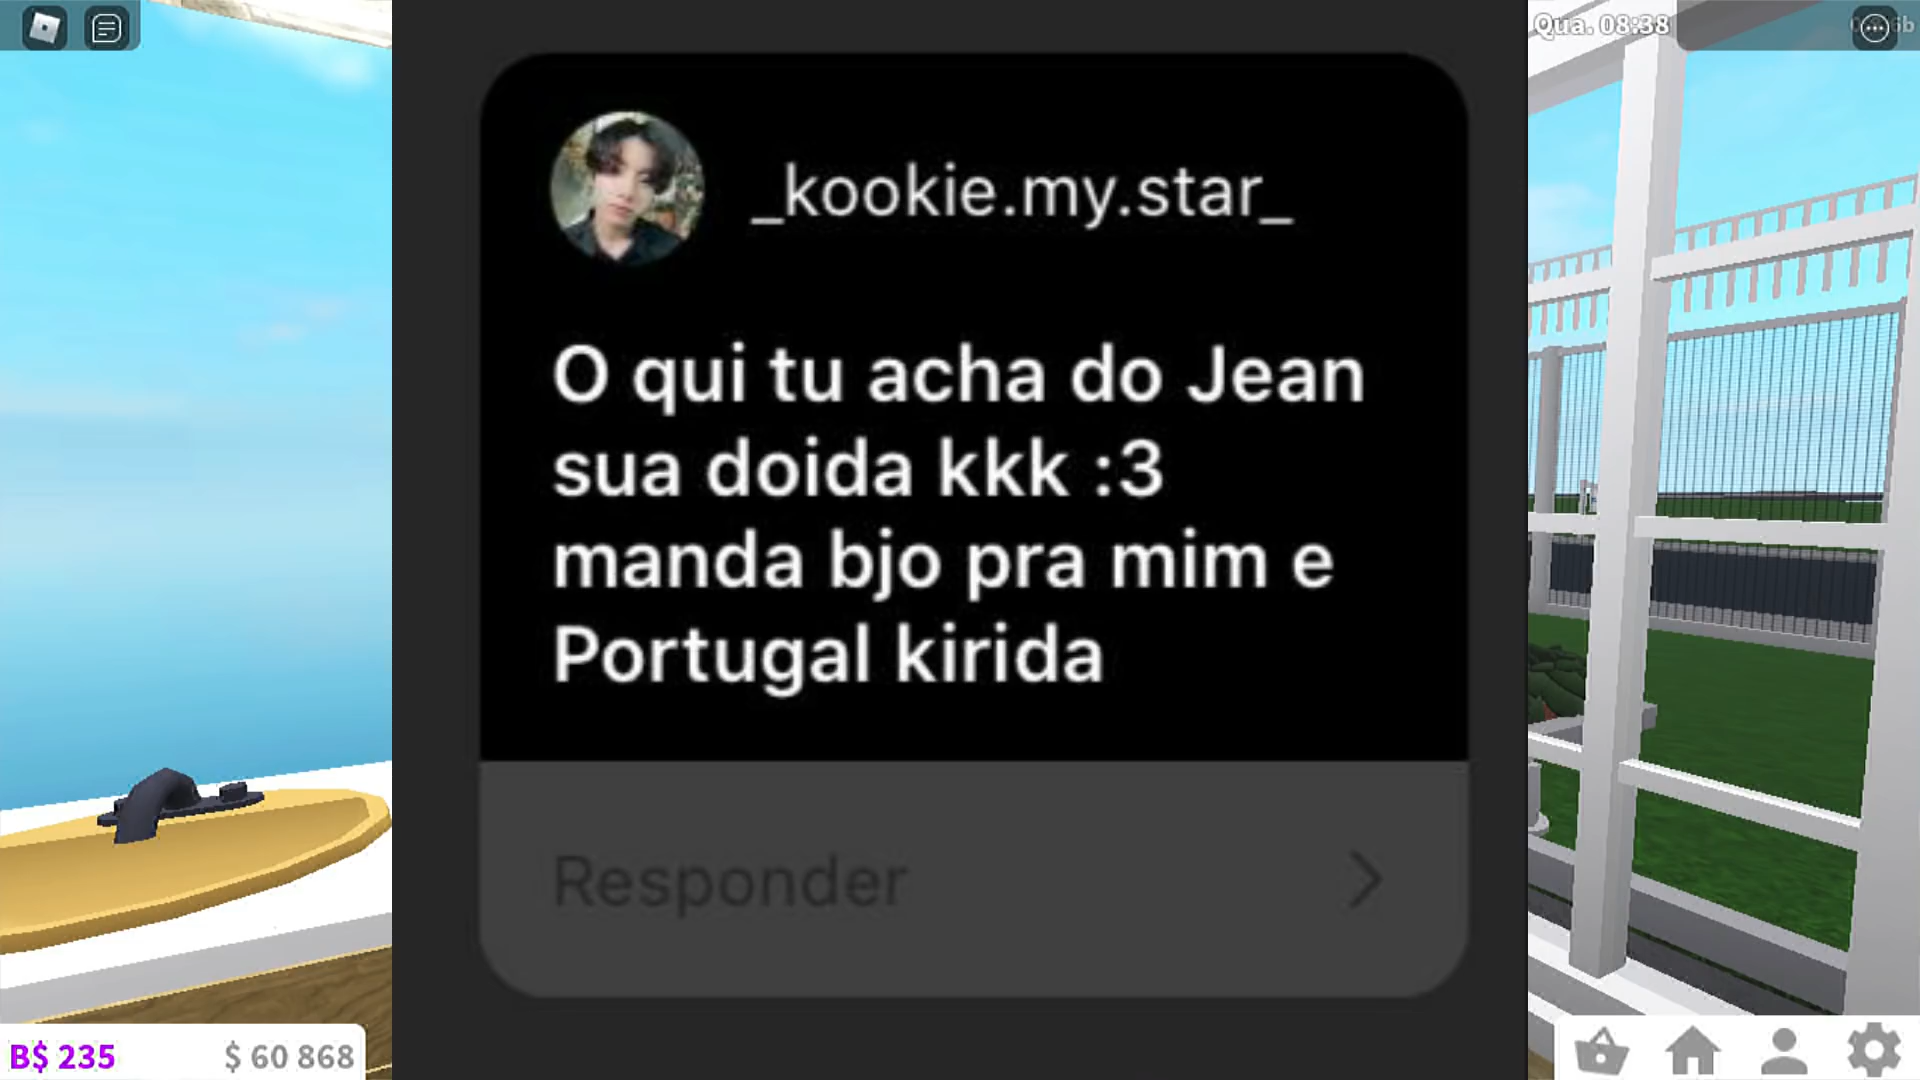 Qua. 08:38
_kookie.my.star_
O qui tu acha do Jean
sua doida kkk :3
manda bjo pra mim e
Portugal kirida
Responder
B$ 235
$ 60 868